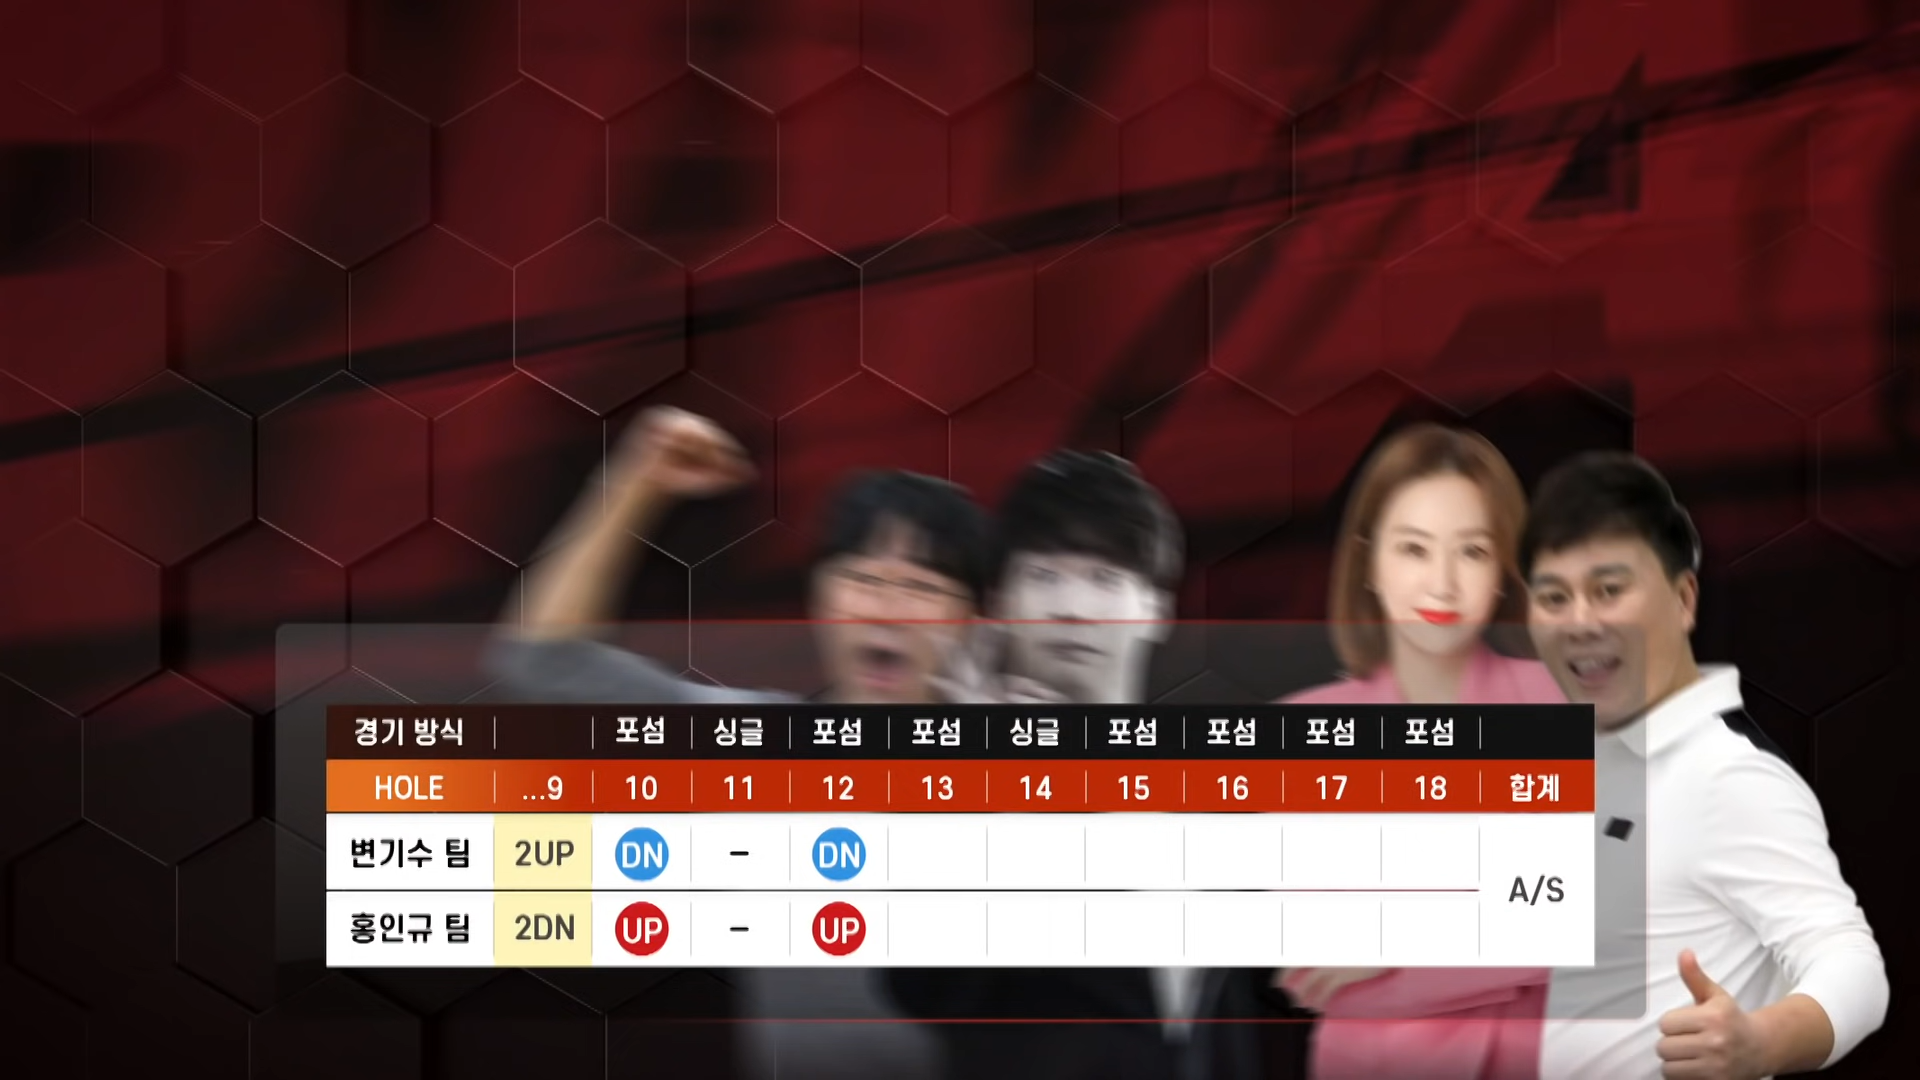 경기 방식 포섬 싱글 포섬 포섬 싱글 포섬 포섬 포섬 포섬
HOLE ...9 10 11 12 13 14 15 16 17 18 합계
변기수 팀 2UP DN - DN
A/S
홍인규 팀 2DN UP - UP